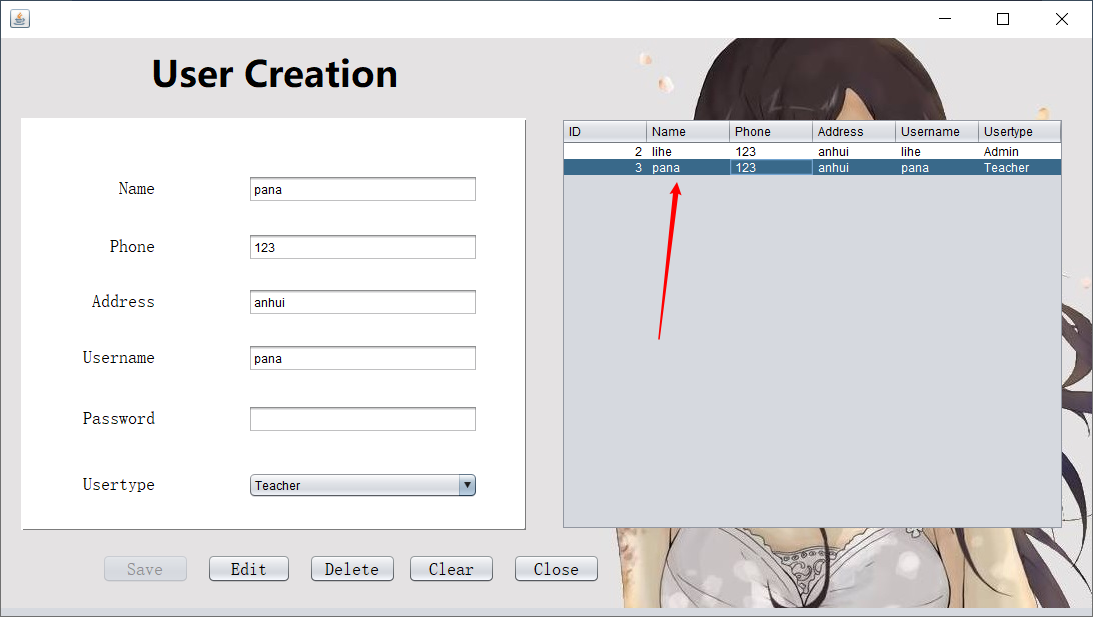 User Creation
Name pana
Phone 123
Address anhui
Username pana
Password
Usertype Teacher
Save Edit Delete Clear Close
ID Name Phone Address Username Usertype
2 lihe 123 anhui lihe Admin
3 pana 123 anhui pana Teacher